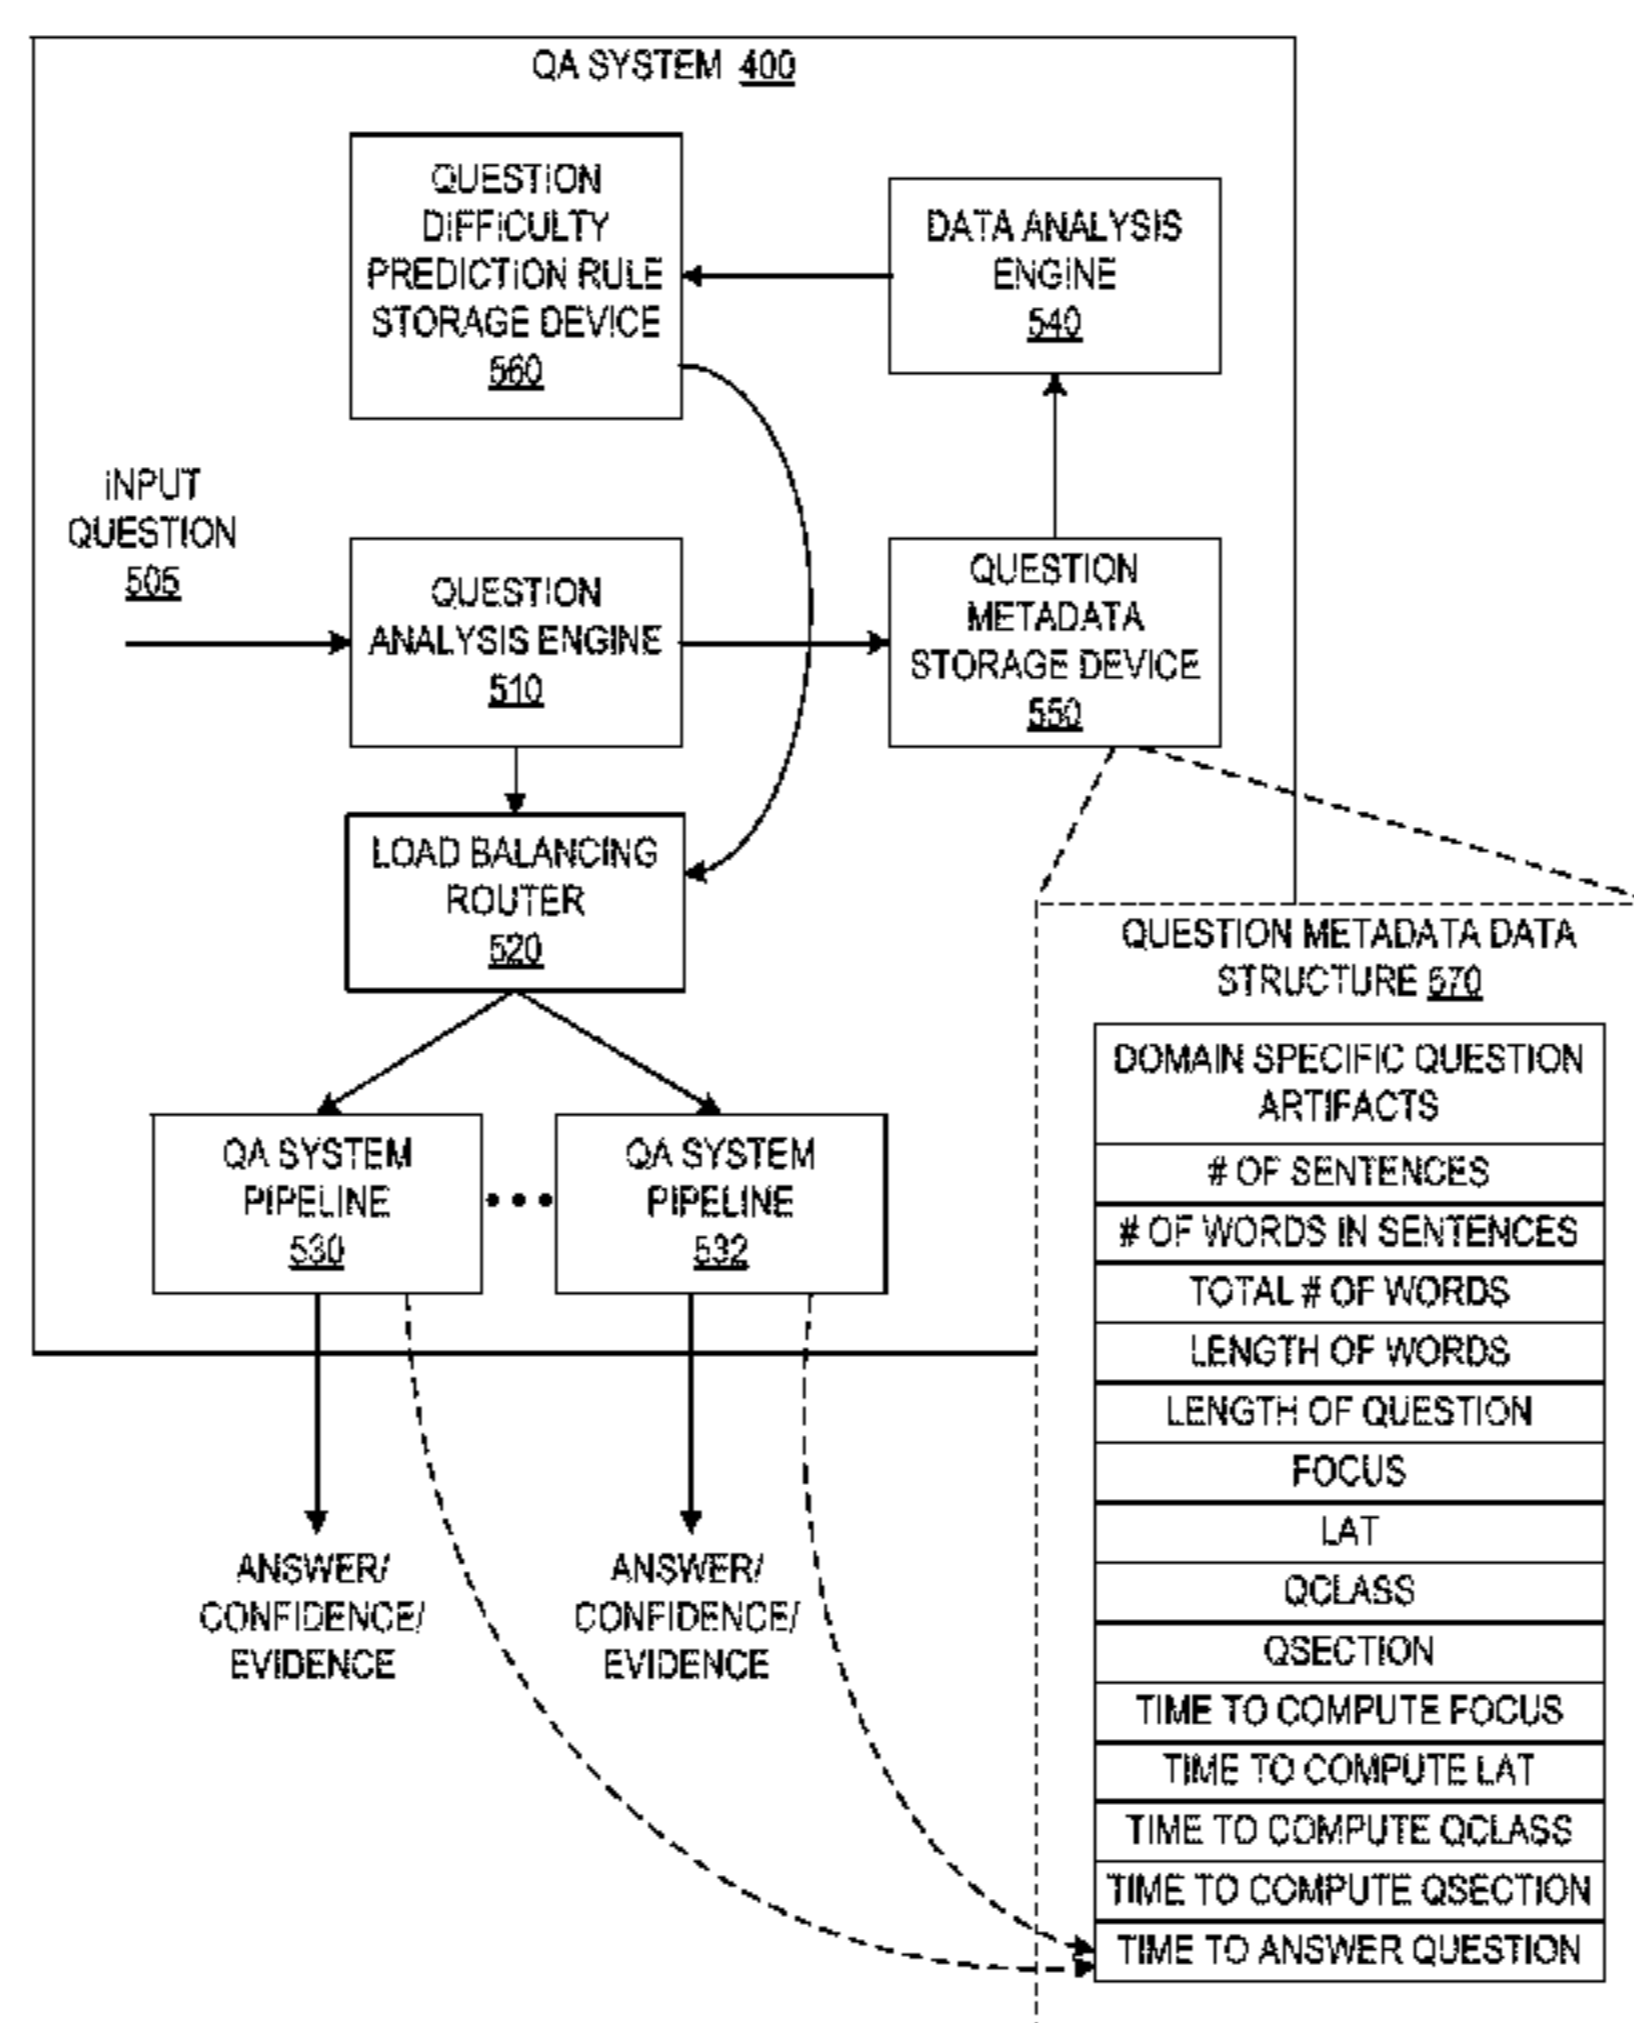 QA SYSTEM 400
QUESTION
DIFFICULTY
PREDICTION RULE
STORAGE DEVICE
560
DATA ANALYSIS
ENGINE
540
INPUT
QUESTION
505
QUESTION
ANALYSIS ENGINE
510
QUESTION
METADATA
STORAGE DEVICE
550
LOAD BALANCING
ROUTER
520
QA SYSTEM
PIPELINE
530
QA SYSTEM
PIPELINE
532
ANSWER/
CONFIDENCE/
EVIDENCE
ANSWER/
CONFIDENCE/
EVIDENCE
QUESTION METADATA DATA
STRUCTURE 570
DOMAIN SPECIFIC QUESTION
ARTIFACTS
# OF SENTENCES
# OF WORDS IN SENTENCES
TOTAL # OF WORDS
LENGTH OF WORDS
LENGTH OF QUESTION
FOCUS
LAT
QCLASS
QSECTION
TIME TO COMPUTE FOCUS
TIME TO COMPUTE LAT
TIME TO COMPUTE QCLASS
TIME TO COMPUTE QSECTION
TIME TO ANSWER QUESTION